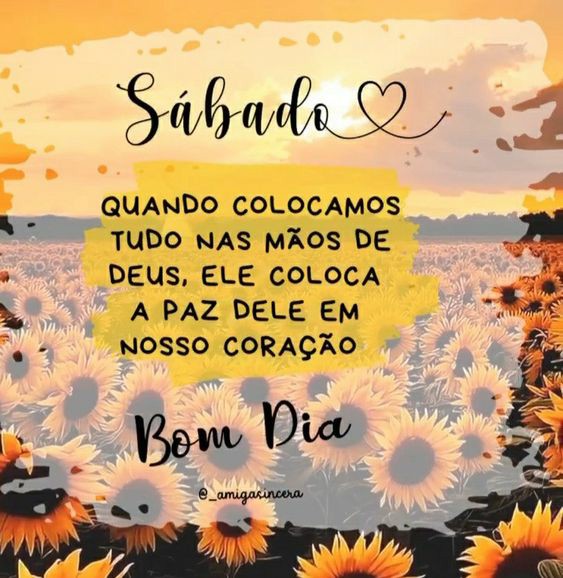 Sábado
QUANDO COLOCAMOS
TUDO NAS MÃOS DE
DEUS, ELE COLOCA
A PAZ DELE EM
NOSSO CORAÇÃO
Bom Dia
@_amigasincera